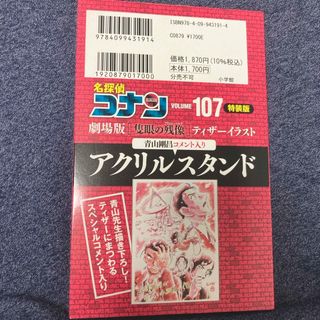 ISBN978-4-09-943191-4
C0879 ¥1700E
9784099431914
1920879017000
価格1,870円(10%税込)
本体1,700円
分売不可
小学館
名探偵
コナン
VOLUME 107 特装版
劇場版「隻眼の残像」ティザーイラスト
青山剛昌コメント入り
アクリルスタンド
青山先生描き下ろし!
ティザーにまつわる
スペシャルコメント入り